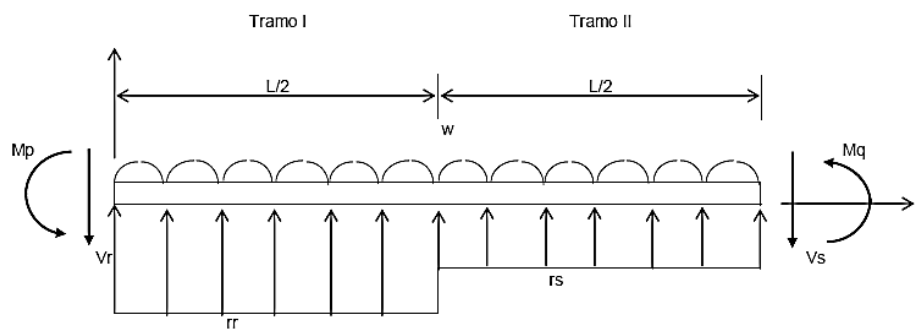 Tramo I
Tramo II
L/2
L/2
w
Mp
Mq
Vr
Vs
rs
rr